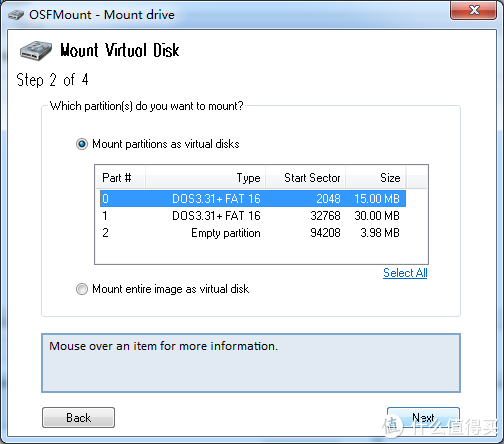 OSFMount - Mount drive
Mount Virtual Disk
Step 2 of 4
Which partition(s) do you want to mount?
Mount partitions as virtual disks
Part # Type Start Sector Size
0 DOS3.31+ FAT 16 2048 15.00 MB
1 DOS3.31+ FAT 16 32768 30.00 MB
2 Empty partition 94208 3.98 MB
Select All
Mount entire image as virtual disk
Mouse over an item for more information.
Back Next
值 什么值得买